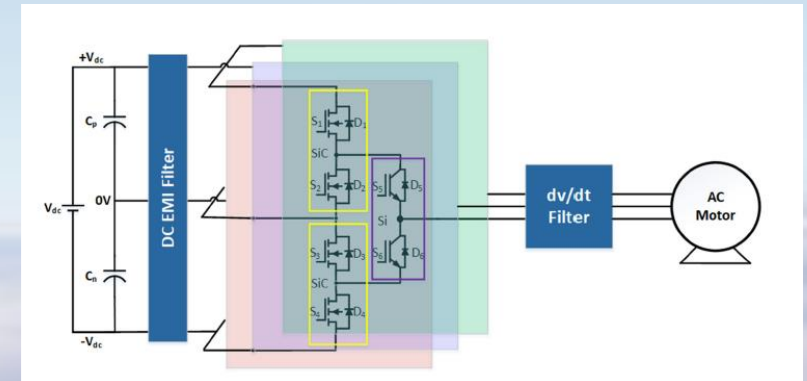 +Vdc
Cp
0V
Vdc
Cn
-Vdc
DC EMI Filter
S1
D1
SiC
S2
D2
S3
D3
SiC
S4
D4
S5
D5
Si
S6
D6
dv/dt
Filter
AC
Motor